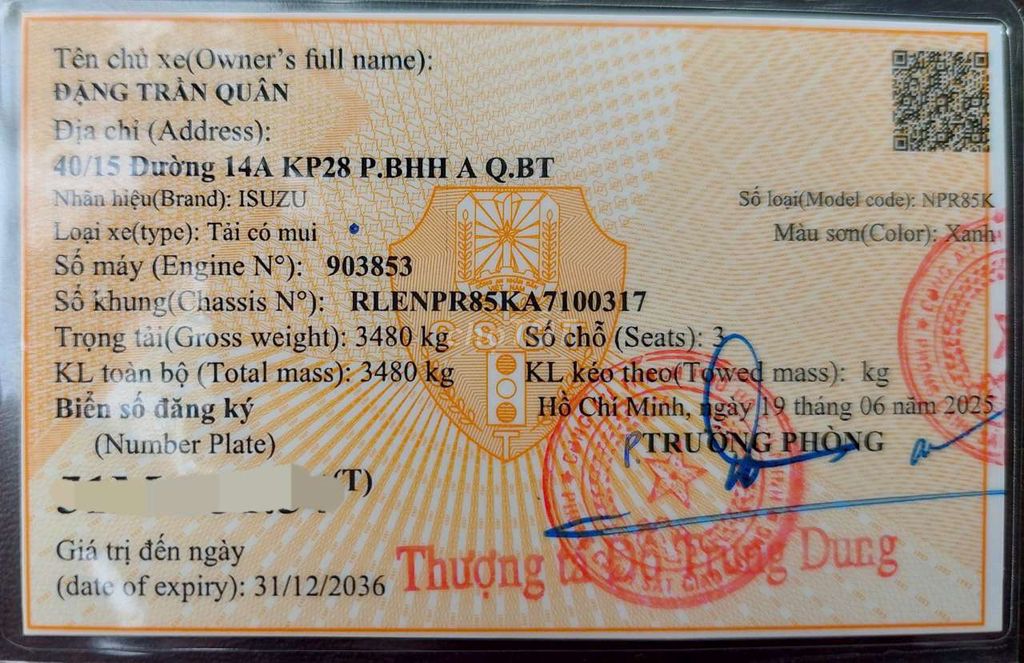 Tên chủ xe(Owner's full name):
ĐẶNG TRẦN QUÂN
Địa chỉ (Address):
40/15 Đường 14A KP28 P.BHH A Q.BT
Nhãn hiệu(Brand): ISUZU Số loại(Model code): NPR85K
Loại xe(type): Tải có mui Màu sơn(Color): Xanh
Số máy (Engine N°): 903853
Số khung(Chassis N°): RLENPR85KA7100317
Trọng tải(Gross weight): 3480 kg Số chỗ (Seats): 3
KL toàn bộ (Total mass): 3480 kg KL kéo theo(Towed mass): kg
Biển số đăng ký Hồ Chí Minh, ngày 19 tháng 06 năm 2025
(Number Plate) P.TRƯỞNG PHÒNG
(T)
Giá trị đến ngày
(date of expiry): 31/12/2036
Thượng tá Đỗ Trung Dung
CSGT